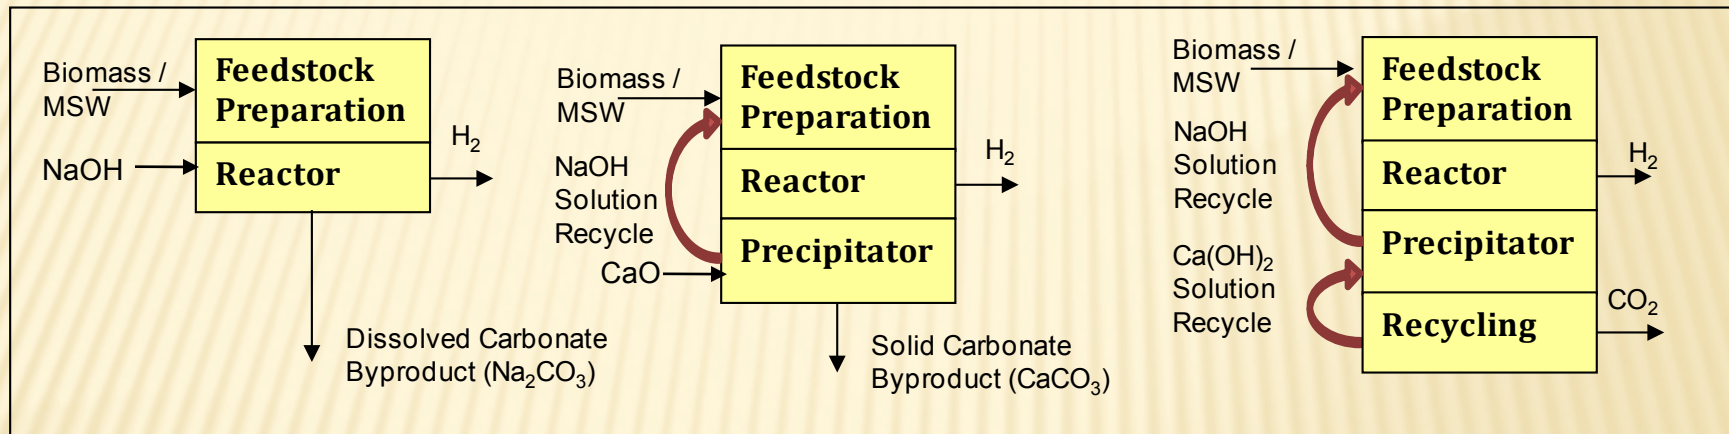 Biomass /
MSW
NaOH
Feedstock
Preparation
Reactor
H₂
Dissolved Carbonate
Byproduct (Na₂CO₃)
Biomass /
MSW
NaOH
Solution
Recycle
CaO
Feedstock
Preparation
Reactor
Precipitator
H₂
Solid Carbonate
Byproduct (CaCO₃)
Biomass /
MSW
NaOH
Solution
Recycle
Ca(OH)₂
Solution
Recycle
Feedstock
Preparation
Reactor
Precipitator
Recycling
H₂
CO₂